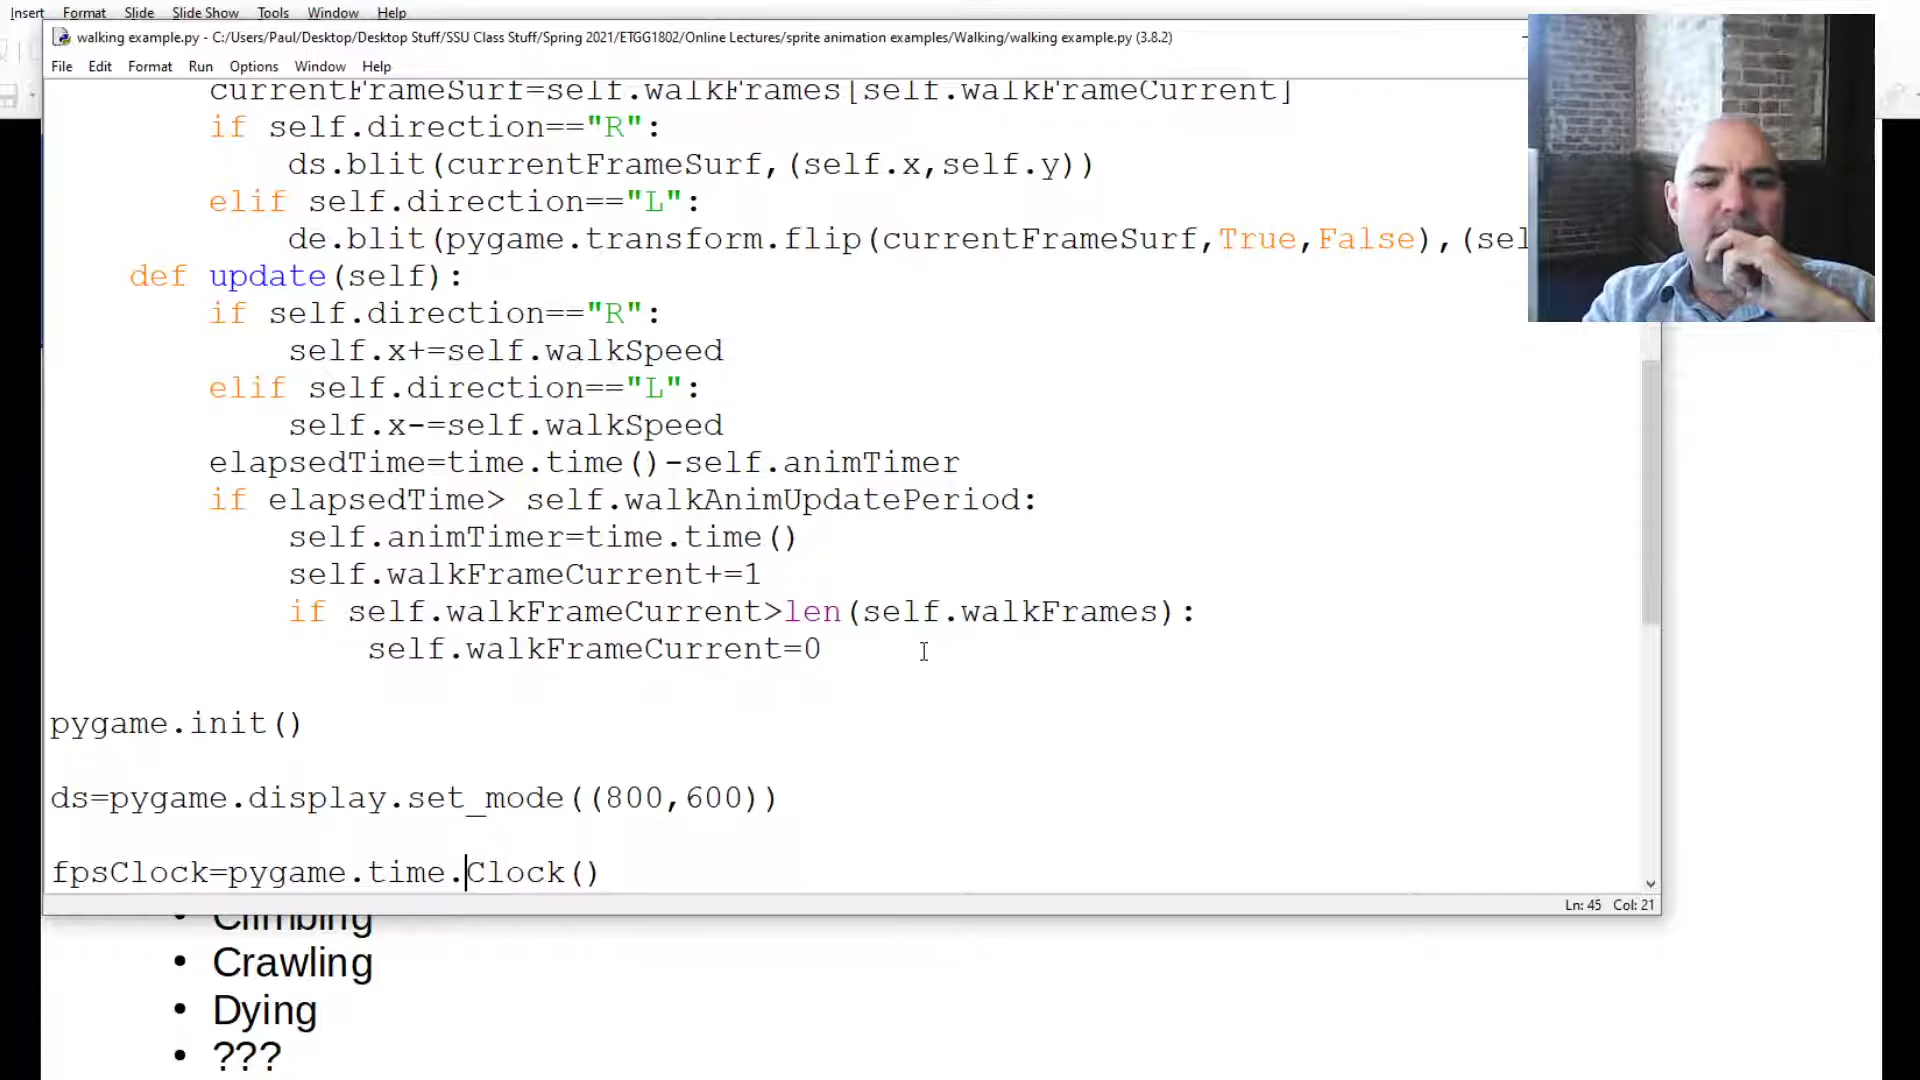 Insert Format Slide Slide Show Tools Window Help
walking example.py - C:/Users/Paul/Desktop/Desktop Stuff/SSU Class Stuff/Spring 2021/ETGG1802/Online Lectures/sprite animation examples/Walking/walking example.py (3.8.2)
File Edit Format Run Options Window Help
currentFrameSurf=self.walkFrames[self.walkFrameCurrent]
if self.direction=="R":
ds.blit(currentFrameSurf,(self.x,self.y))
elif self.direction=="L":
de.blit(pygame.transform.flip(currentFrameSurf,True,False),(sel
def update(self):
if self.direction=="R":
self.x+=self.walkSpeed
elif self.direction=="L":
self.x-=self.walkSpeed
elapsedTime=time.time()-self.animTimer
if elapsedTime> self.walkAnimUpdatePeriod:
self.animTimer=time.time()
self.walkFrameCurrent+=1
if self.walkFrameCurrent>len(self.walkFrames):
self.walkFrameCurrent=0
pygame.init()
ds=pygame.display.set_mode((800,600))
fpsClock=pygame.time.Clock()
Ln: 45 Col: 21
• Climbing
• Crawling
• Dying
• ???